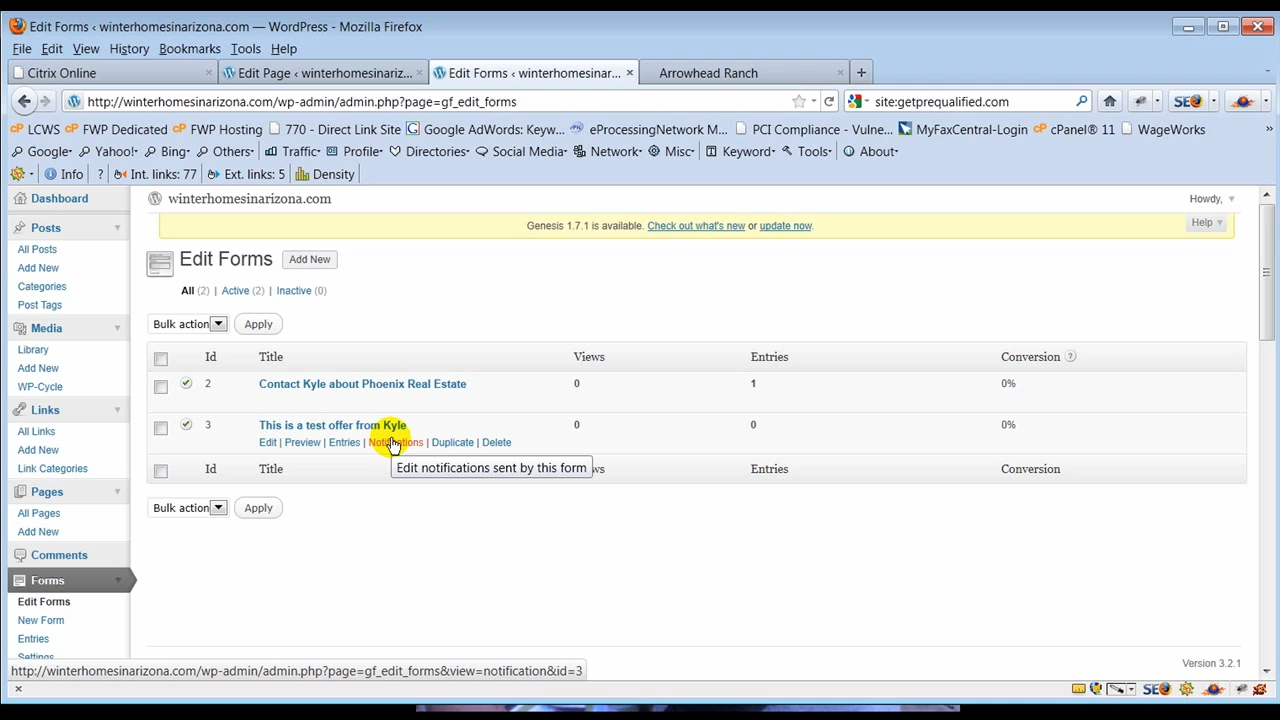 Edit Forms ‹ winterhomesinarizona.com — WordPress - Mozilla Firefox
File Edit View History Bookmarks Tools Help
Citrix Online × Edit Page ‹ winterhomesinariz... × Edit Forms ‹ winterhomesinar... × Arrowhead Ranch × +
http://winterhomesinarizona.com/wp-admin/admin.php?page=gf_edit_forms site:getprequalified.com
LCWS FWP Dedicated FWP Hosting 770 - Direct Link Site Google AdWords: Keyw... eProcessingNetwork M... PCI Compliance - Vulne... MyFaxCentral-Login cPanel® 11 WageWorks »
Google Yahoo! Bing Others Traffic Profile Directories Social Media Network Misc Keyword Tools About
Info ? Int. links: 77 Ext. links: 5 Density
Dashboard
winterhomesinarizona.com
Howdy,
Genesis 1.7.1 is available. Check out what's new or update now.
Help
Posts
All Posts
Add New
Categories
Post Tags
Media
Library
Add New
WP-Cycle
Links
All Links
Add New
Link Categories
Pages
All Pages
Add New
Comments
Forms
Edit Forms
New Form
Entries
Settings
Edit Forms Add New
All (2) | Active (2) | Inactive (0)
Bulk action Apply
Id Title Views Entries Conversion ?
2 Contact Kyle about Phoenix Real Estate 0 1 0%
3 This is a test offer from Kyle 0 0 0%
Edit | Preview | Entries | Notifications | Duplicate | Delete
Edit notifications sent by this form
Id Title ws Entries Conversion
Bulk action Apply
Version 3.2.1
http://winterhomesinarizona.com/wp-admin/admin.php?page=gf_edit_forms&view=notification&id=3
× SEO